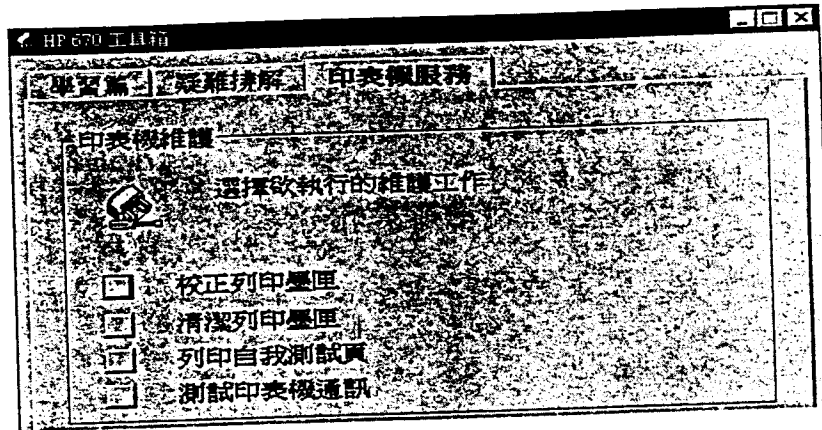 HP 670 工具箱
學習篇 疑難排解 印表機服務
印表機維護
選擇欲執行的維護工作。
校正列印墨匣
清潔列印墨匣
列印自我測試頁
測試印表機通訊